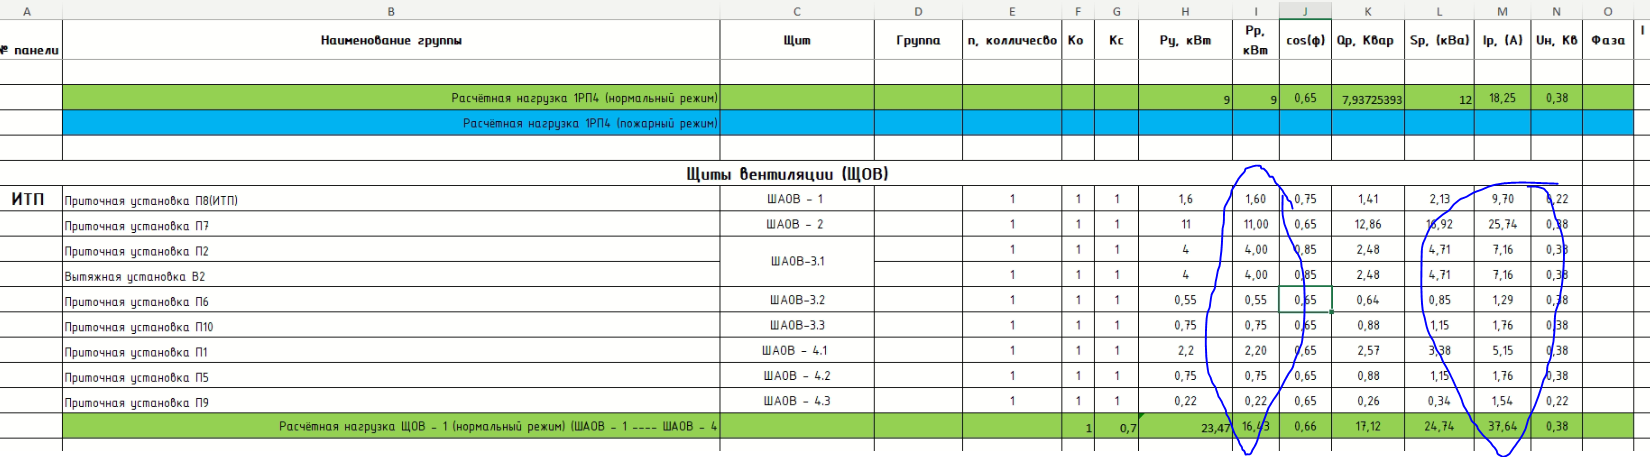 A B C D E F G H I J K L M N O
№ панели Наименование группы Щит Группа n, колличесво Ко Кс Ру, кВт Рр, кВт cos(ф) Qр, Квар Sр, (кВа) Iр, (А) Uн, Кв Фаза
Расчётная нагрузка 1РП4 (нормальный режим) 9 9 0,65 7,93725393 12 18,25 0,38
Расчётная нагрузка 1РП4 (пожарный режим)
Щиты вентиляции (ЩОВ)
ИТП Приточная установка П8(ИТП) ШАОВ - 1 1 1 1 1,6 1,60 0,75 1,41 2,13 9,70 0,22
Приточная установка П7 ШАОВ - 2 1 1 1 11 11,00 0,65 12,86 16,92 25,74 0,38
Приточная установка П2 ШАОВ-3.1 1 1 1 4 4,00 0,85 2,48 4,71 7,16 0,38
Вытяжная установка В2 1 1 1 4 4,00 0,85 2,48 4,71 7,16 0,38
Приточная установка П6 ШАОВ-3.2 1 1 1 0,55 0,55 0,65 0,64 0,85 1,29 0,38
Приточная установка П10 ШАОВ-3.3 1 1 1 0,75 0,75 0,65 0,88 1,15 1,76 0,38
Приточная установка П1 ШАОВ - 4.1 1 1 1 2,2 2,20 0,65 2,57 3,38 5,15 0,38
Приточная установка П5 ШАОВ - 4.2 1 1 1 0,75 0,75 0,65 0,88 1,15 1,76 0,38
Приточная установка П9 ШАОВ - 4.3 1 1 1 0,22 0,22 0,65 0,26 0,34 1,54 0,22
Расчётная нагрузка ЩОВ - 1 (нормальный режим) (ШАОВ - 1 ---- ШАОВ - 4 1 0,7 23,47 16,43 0,66 17,12 24,74 37,64 0,38